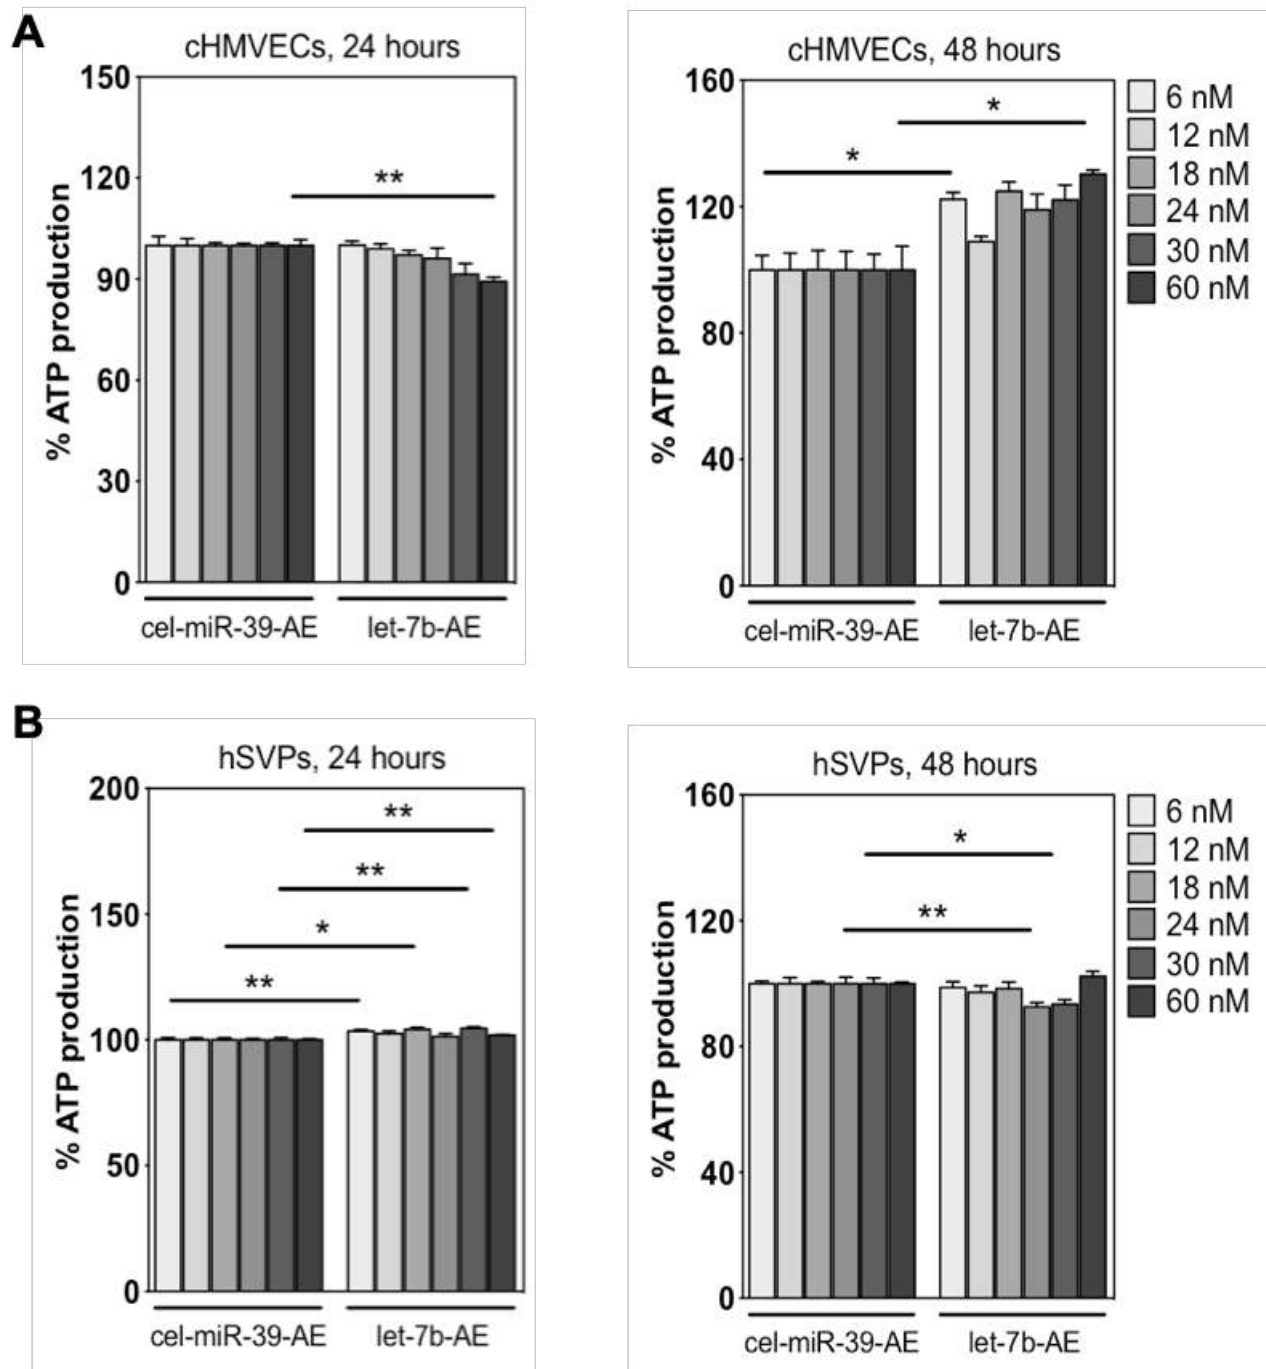 A
cHMVECs, 24 hours
150
120
90
60
30
0
% ATP production
**
cel-miR-39-AE
let-7b-AE
cHMVECs, 48 hours
160
120
80
40
0
% ATP production
*
*
cel-miR-39-AE
let-7b-AE
6 nM
12 nM
18 nM
24 nM
30 nM
60 nM
B
hSVPs, 24 hours
200
150
100
50
0
% ATP production
**
**
*
**
cel-miR-39-AE
let-7b-AE
hSVPs, 48 hours
160
120
80
40
0
% ATP production
*
**
cel-miR-39-AE
let-7b-AE
6 nM
12 nM
18 nM
24 nM
30 nM
60 nM